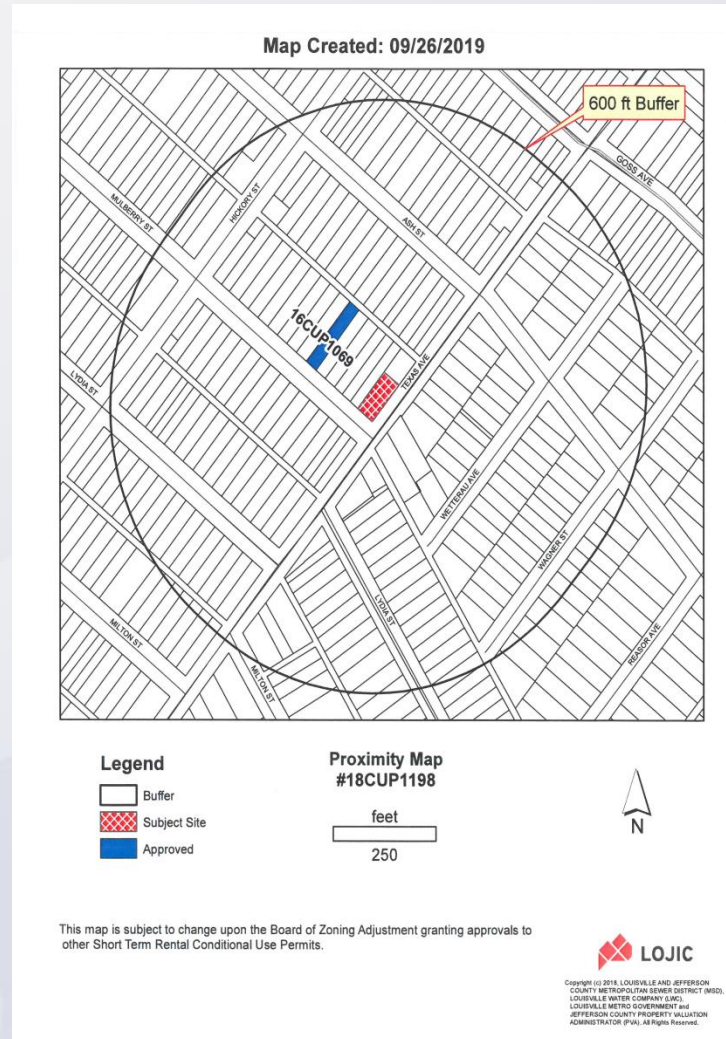 Map Created: 09/26/2019
600 ft Buffer
GOSS AVE
MULBERRY ST
HICKORY ST
ASH ST
16CUP1069
TEXAS AVE
LYDIA ST
WETTERAU AVE
WAGNER ST
LYDIA ST
REASOR AVE
MILTON ST
MILTON ST
Legend
Buffer
Subject Site
Approved
Proximity Map
#18CUP1198
feet
250
N
This map is subject to change upon the Board of Zoning Adjustment granting approvals to
other Short Term Rental Conditional Use Permits.
LOJIC
Copyright (c) 2018, LOUISVILLE AND JEFFERSON
COUNTY METROPOLITAN SEWER DISTRICT (MSD),
LOUISVILLE WATER COMPANY (LWC),
LOUISVILLE METRO GOVERNMENT and
JEFFERSON COUNTY PROPERTY VALUATION
ADMINISTRATOR (PVA). All Rights Reserved.